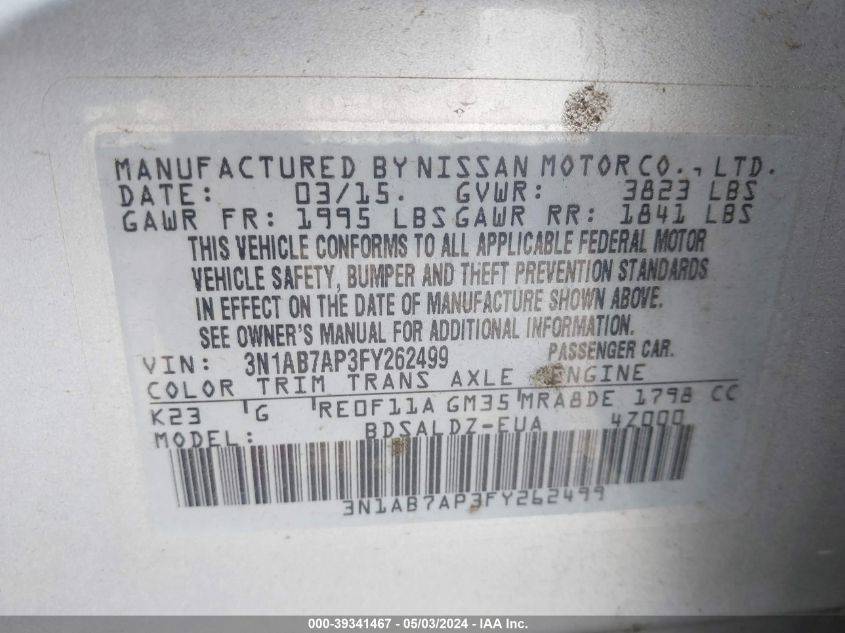 MANUFACTURED BY NISSAN MOTOR CO., LTD.
DATE: 03/15. GVWR: 3823 LBS
GAWR FR: 1995 LBS GAWR RR: 1841 LBS
THIS VEHICLE CONFORMS TO ALL APPLICABLE FEDERAL MOTOR
VEHICLE SAFETY, BUMPER AND THEFT PREVENTION STANDARDS
IN EFFECT ON THE DATE OF MANUFACTURE SHOWN ABOVE.
SEE OWNER'S MANUAL FOR ADDITIONAL INFORMATION.
VIN: 3N1AB7AP3FY262499 PASSENGER CAR.
COLOR TRIM TRANS AXLE ENGINE
K23 G RE0F11A GM35 MRA8DE 1798 CC
MODEL: BDSALDZ-EUA 4Z000
3N1AB7AP3FY262499
000-39341467 - 05/03/2024 - IAA Inc.